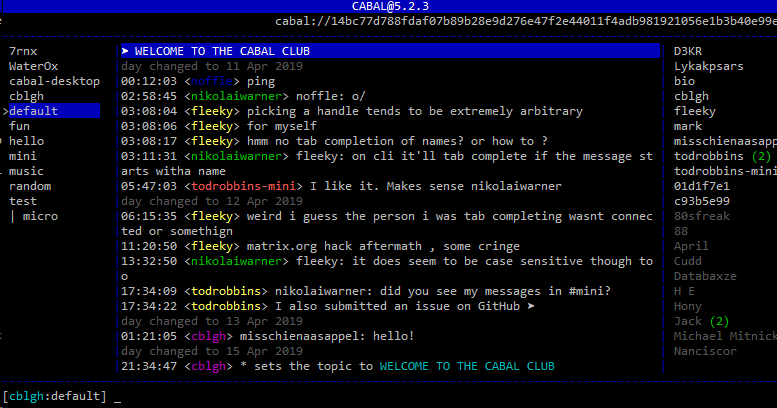 CABAL@5.2.3
cabal://14bc77d788fdaf07b89b28e9d276e47f2e44011f4adb981921056e1b3b40e99e
7rnx
WaterOx
cabal-desktop
cblgh
>default
fun
hello
mini
music
random
test
| micro
➤ WELCOME TO THE CABAL CLUB
day changed to 11 Apr 2019
00:12:03 <noffle> ping
02:58:45 <nikolaiwarner> noffle: o/
03:08:04 <fleeky> picking a handle tends to be extremely arbitrary
03:08:06 <fleeky> for myself
03:08:17 <fleeky> hmm no tab completion of names? or how to ?
03:11:31 <nikolaiwarner> fleeky: on cli it'll tab complete if the message st
arts witha name
05:47:03 <todrobbins-mini> I like it. Makes sense nikolaiwarner
day changed to 12 Apr 2019
06:15:35 <fleeky> weird i guess the person i was tab completing wasnt connec
ted or somethign
11:20:50 <fleeky> matrix.org hack aftermath , some cringe
13:32:50 <nikolaiwarner> fleeky: it does seem to be case sensitive though to
o
17:34:09 <todrobbins> nikolaiwarner: did you see my messages in #mini?
17:34:22 <todrobbins> I also submitted an issue on GitHub ➤
day changed to 13 Apr 2019
01:21:05 <cblgh> misschienaasappel: hello!
day changed to 15 Apr 2019
21:34:47 <cblgh> * sets the topic to WELCOME TO THE CABAL CLUB
D3KR
Lykakpsars
bio
cblgh
fleeky
mark
misschienaasappe
todrobbins (2)
todrobbins-mini
01d1f7e1
c93b5e99
80sfreak
88
April
Cudd
Databaxze
H E
Hony
Jack (2)
Michael Mitnick
Nanciscor
[cblgh:default] _